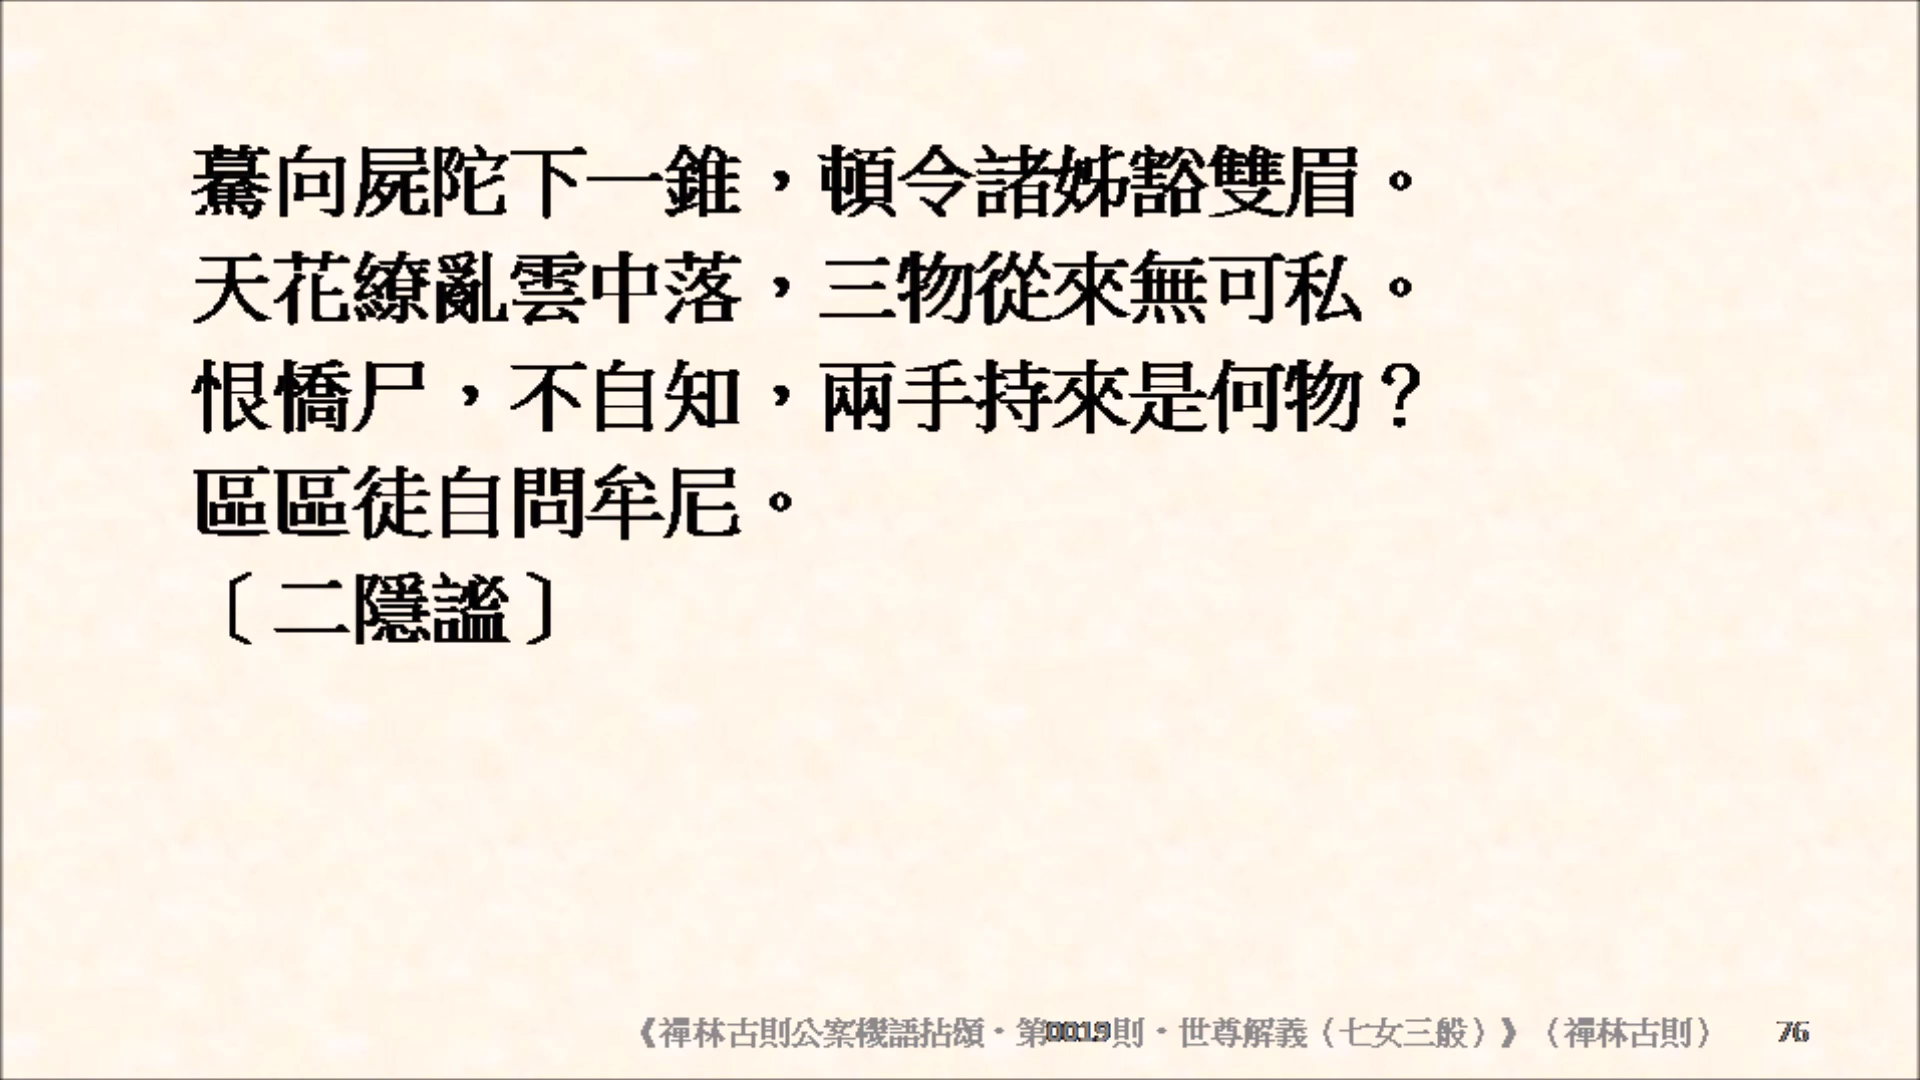 驀向屍陀下一錐，頓令諸姊豁雙眉。
天花繚亂雲中落，三物從來無可私。
恨憍尸，不自知，兩手持來是何物？
區區徒自問牟尼。
〔二隱謐〕
《禪林古則公案機語拈頌・第0019則・世尊解義（七女三般）》（禪林古則） 76